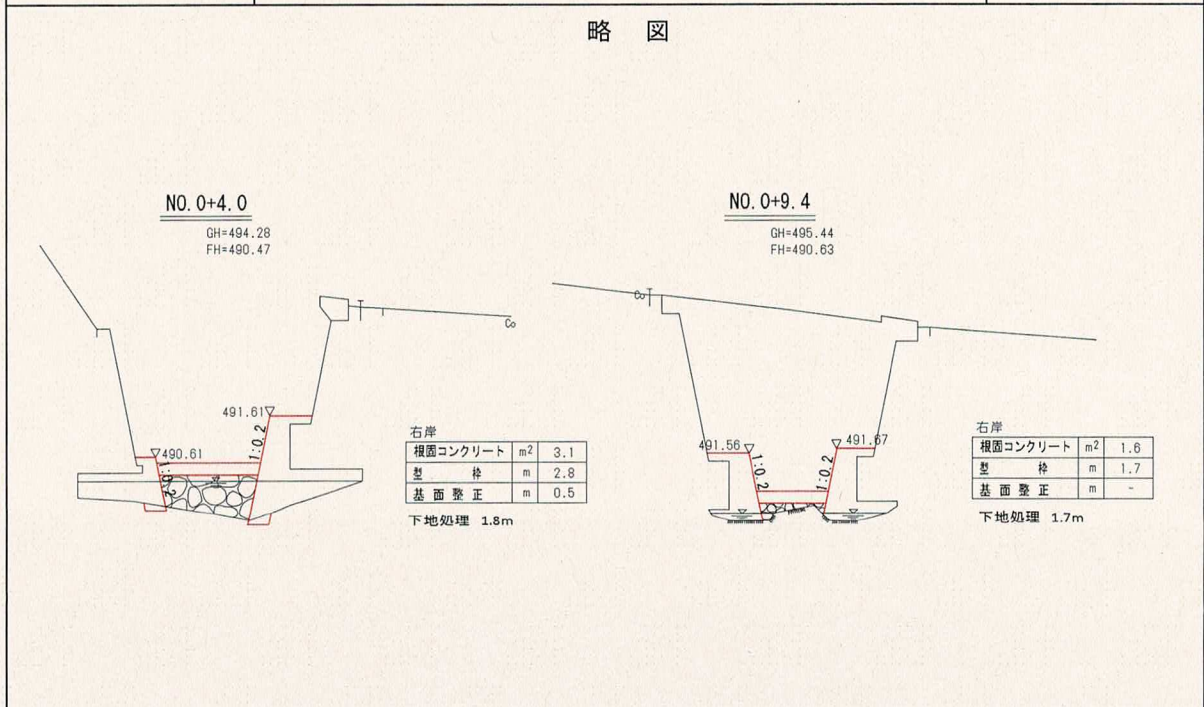 略 図
NO.0+4.0
GH=494.28
FH=490.47
Co
491.61
1:0.2
490.61
1:0.2
右岸
根固コンクリート m2 3.1
型 枠 m 2.8
基面整正 m 0.5
下地処理 1.8m
NO.0+9.4
GH=495.44
FH=490.63
Co
491.56
1:0.2
1:0.2
491.67
右岸
根固コンクリート m2 1.6
型 枠 m 1.7
基面整正 m -
下地処理 1.7m